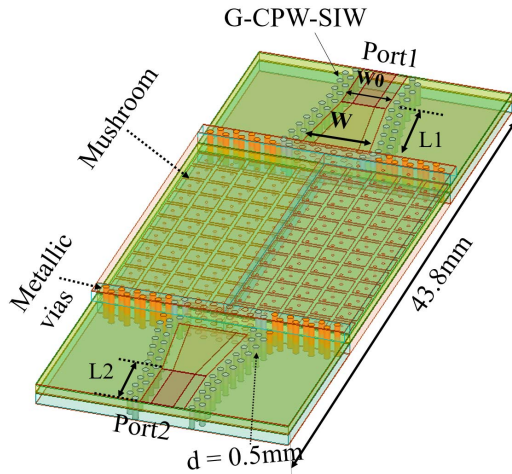 G-CPW-SIW
Port1
W0
W
L1
Mushroom
Metallic
vias
43.8mm
L2
Port2
d = 0.5mm